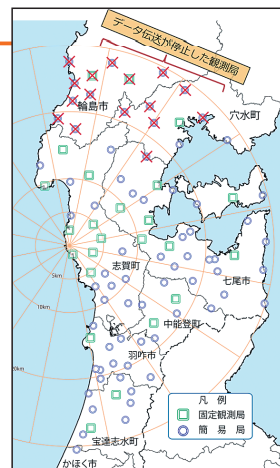 データ伝送が停止した観測局
輪島市
穴水町
志賀町
5km
七尾市
10km
中能登町
羽咋市
20km
凡 例
固定観測局
簡 易 局
宝達志水町
かほく市